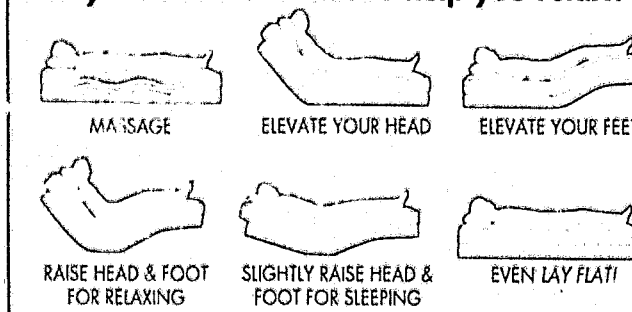 MASSAGE
ELEVATE YOUR HEAD
ELEVATE YOUR FEET
RAISE HEAD & FOOT
FOR RELAXING
SLIGHTLY RAISE HEAD &
FOOT FOR SLEEPING
EVEN LAY FLAT!